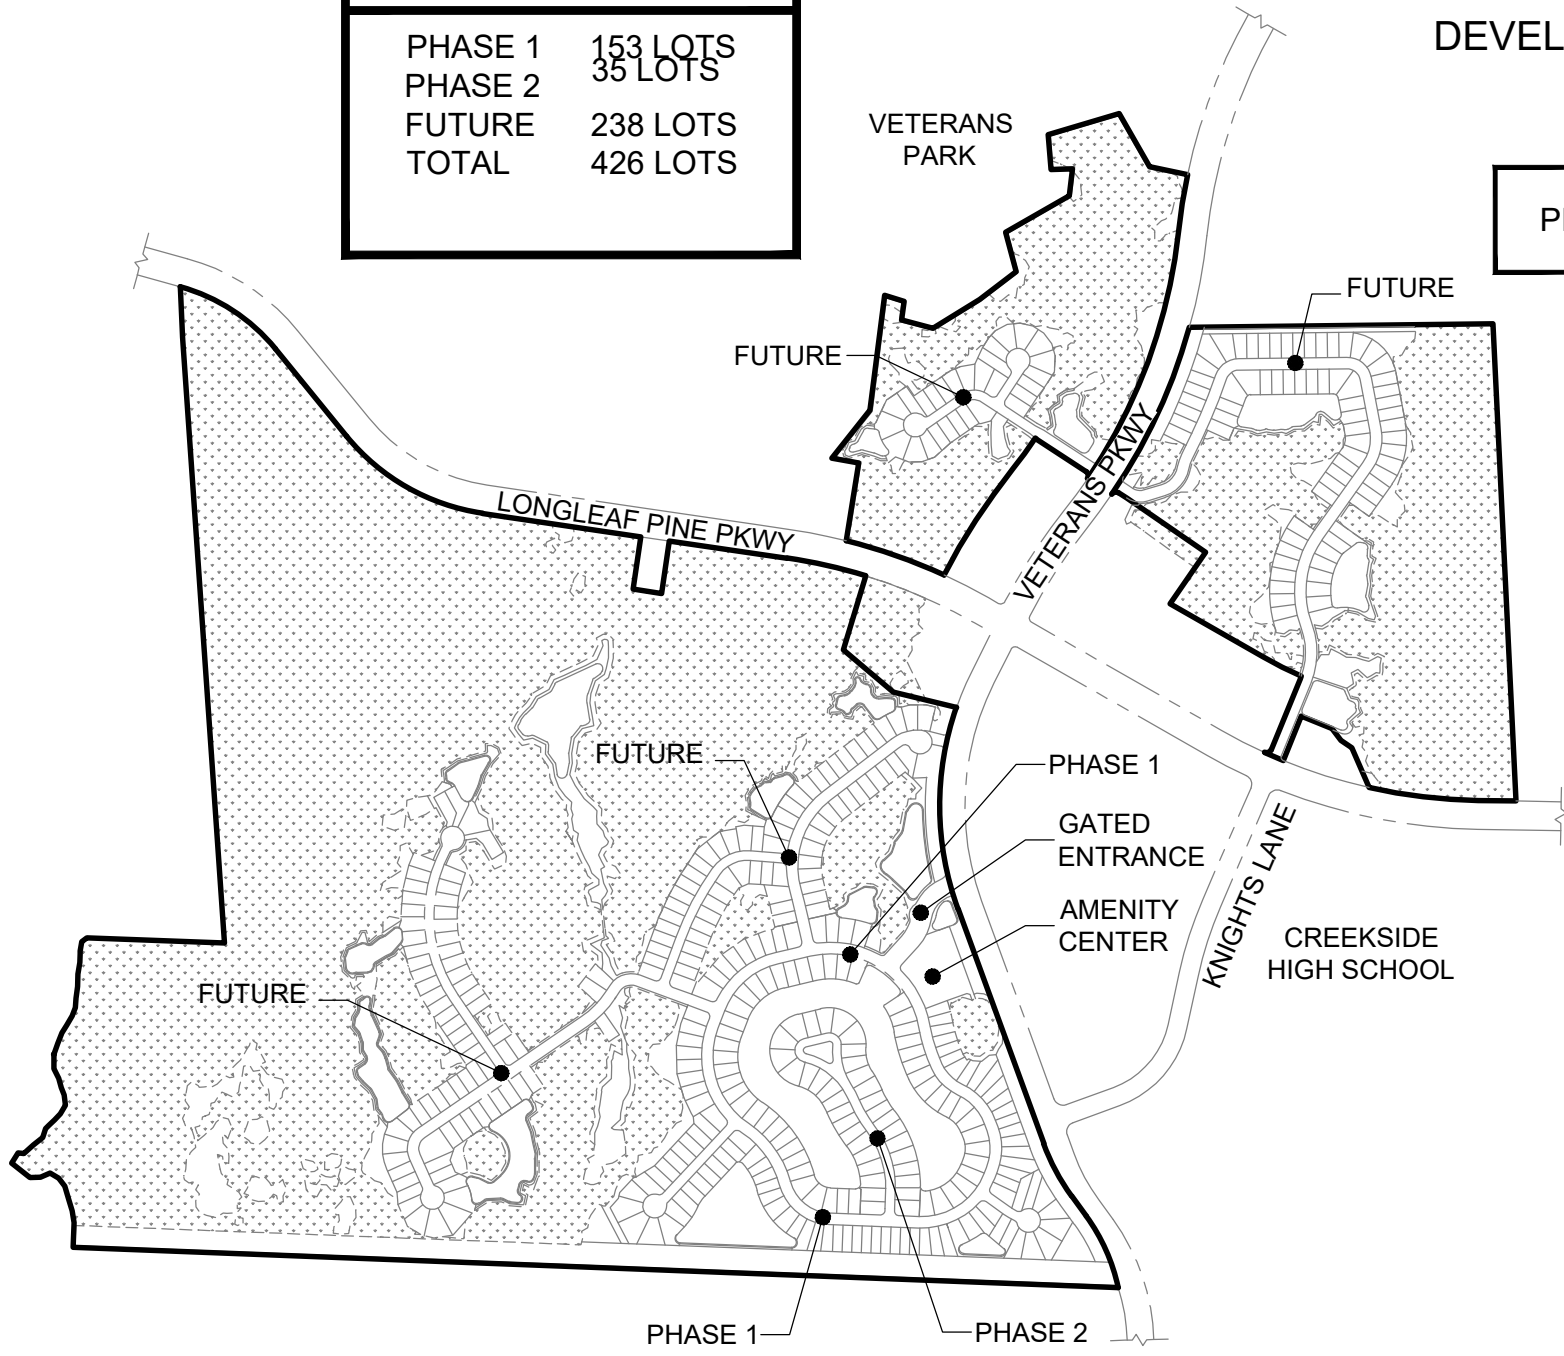 DEVEL
PHASE 1 153 LOTS
PHASE 2 35 LOTS
FUTURE 238 LOTS
TOTAL 426 LOTS
VETERANS
PARK
FUTURE
FUTURE
VETERANS PKWY
LONGLEAF PINE PKWY
FUTURE
PHASE 1
GATED
ENTRANCE
AMENITY
CENTER
KNIGHTS LANE
CREEKSIDE
HIGH SCHOOL
FUTURE
PHASE 1
PHASE 2